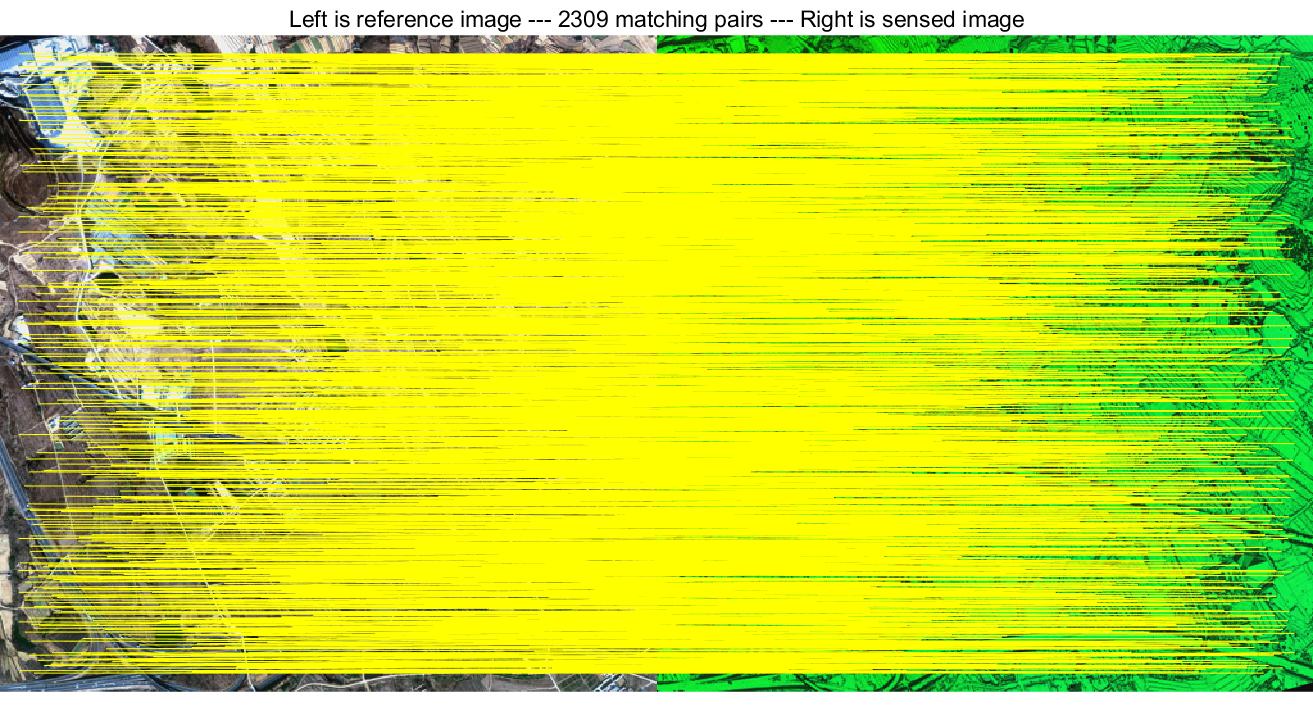 Left is reference image --- 2309 matching pairs --- Right is sensed image